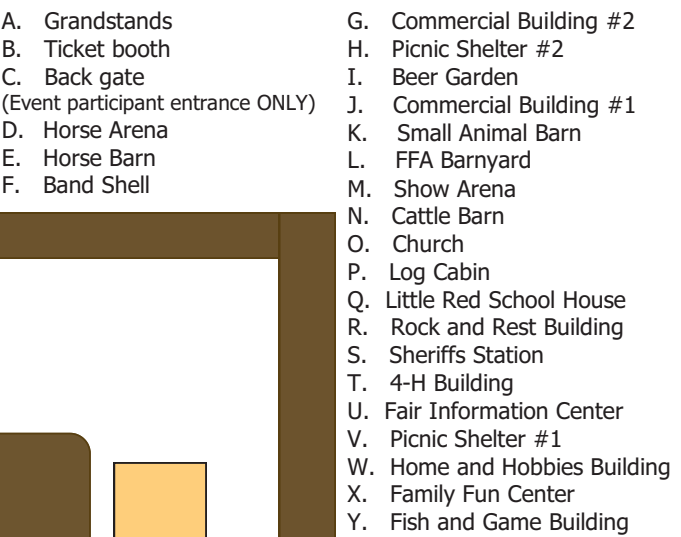 A. Grandstands
B. Ticket booth
C. Back gate
(Event participant entrance ONLY)
D. Horse Arena
E. Horse Barn
F. Band Shell
G. Commercial Building #2
H. Picnic Shelter #2
I. Beer Garden
J. Commercial Building #1
K. Small Animal Barn
L. FFA Barnyard
M. Show Arena
N. Cattle Barn
O. Church
P. Log Cabin
Q. Little Red School House
R. Rock and Rest Building
S. Sheriffs Station
T. 4-H Building
U. Fair Information Center
V. Picnic Shelter #1
W. Home and Hobbies Building
X. Family Fun Center
Y. Fish and Game Building